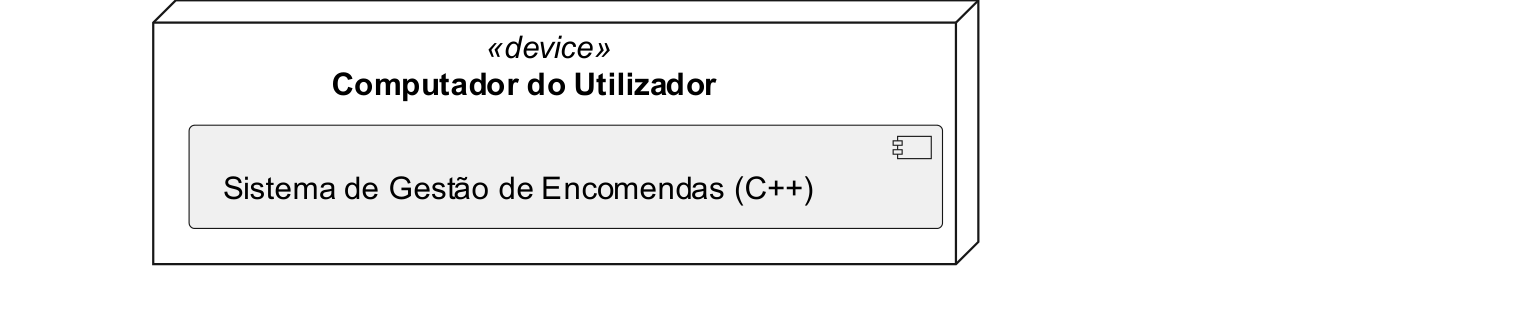 «device»
Computador do Utilizador
Sistema de Gestão de Encomendas (C++)